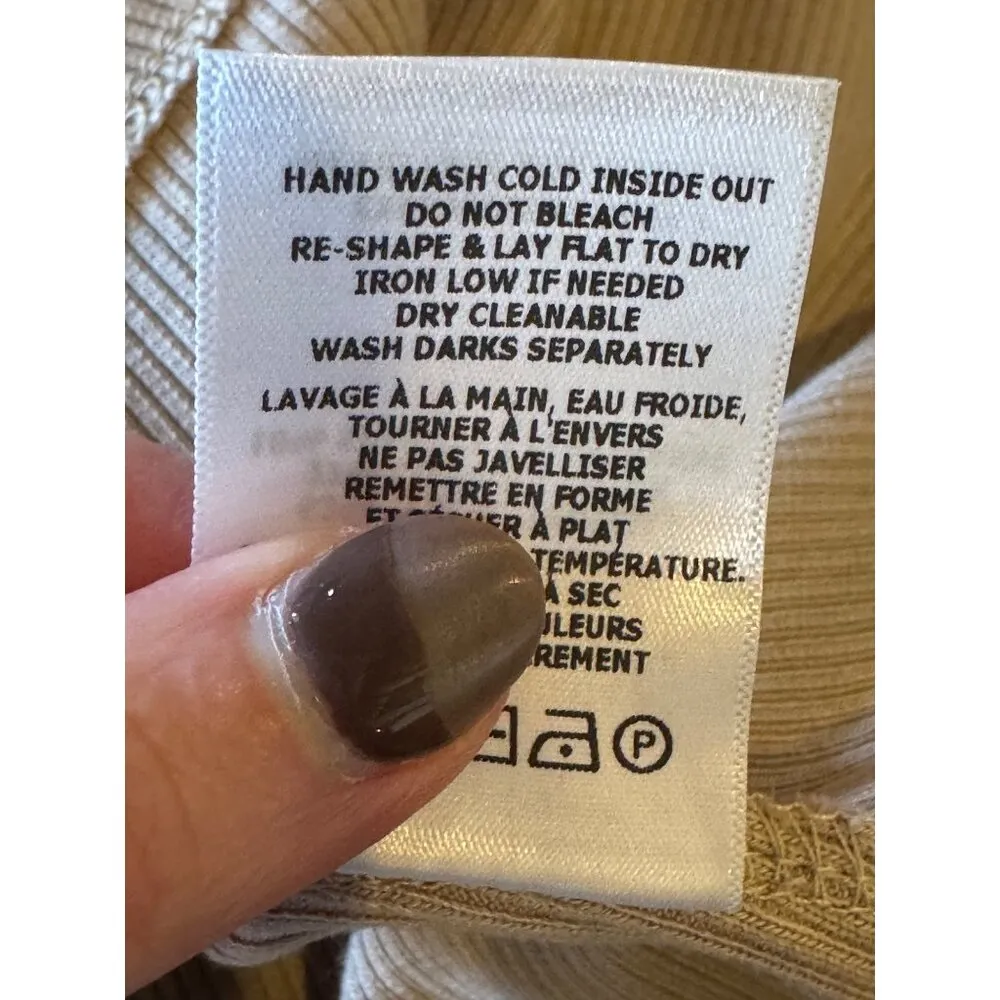 HAND WASH COLD INSIDE OUT
DO NOT BLEACH
RE-SHAPE & LAY FLAT TO DRY
IRON LOW IF NEEDED
DRY CLEANABLE
WASH DARKS SEPARATELY
LAVAGE À LA MAIN, EAU FROIDE,
TOURNER À L'ENVERS
NE PAS JAVELLISER
REMETTRE EN FORME
ET À PLAT
TEMPÉRATURE.
À SEC
P